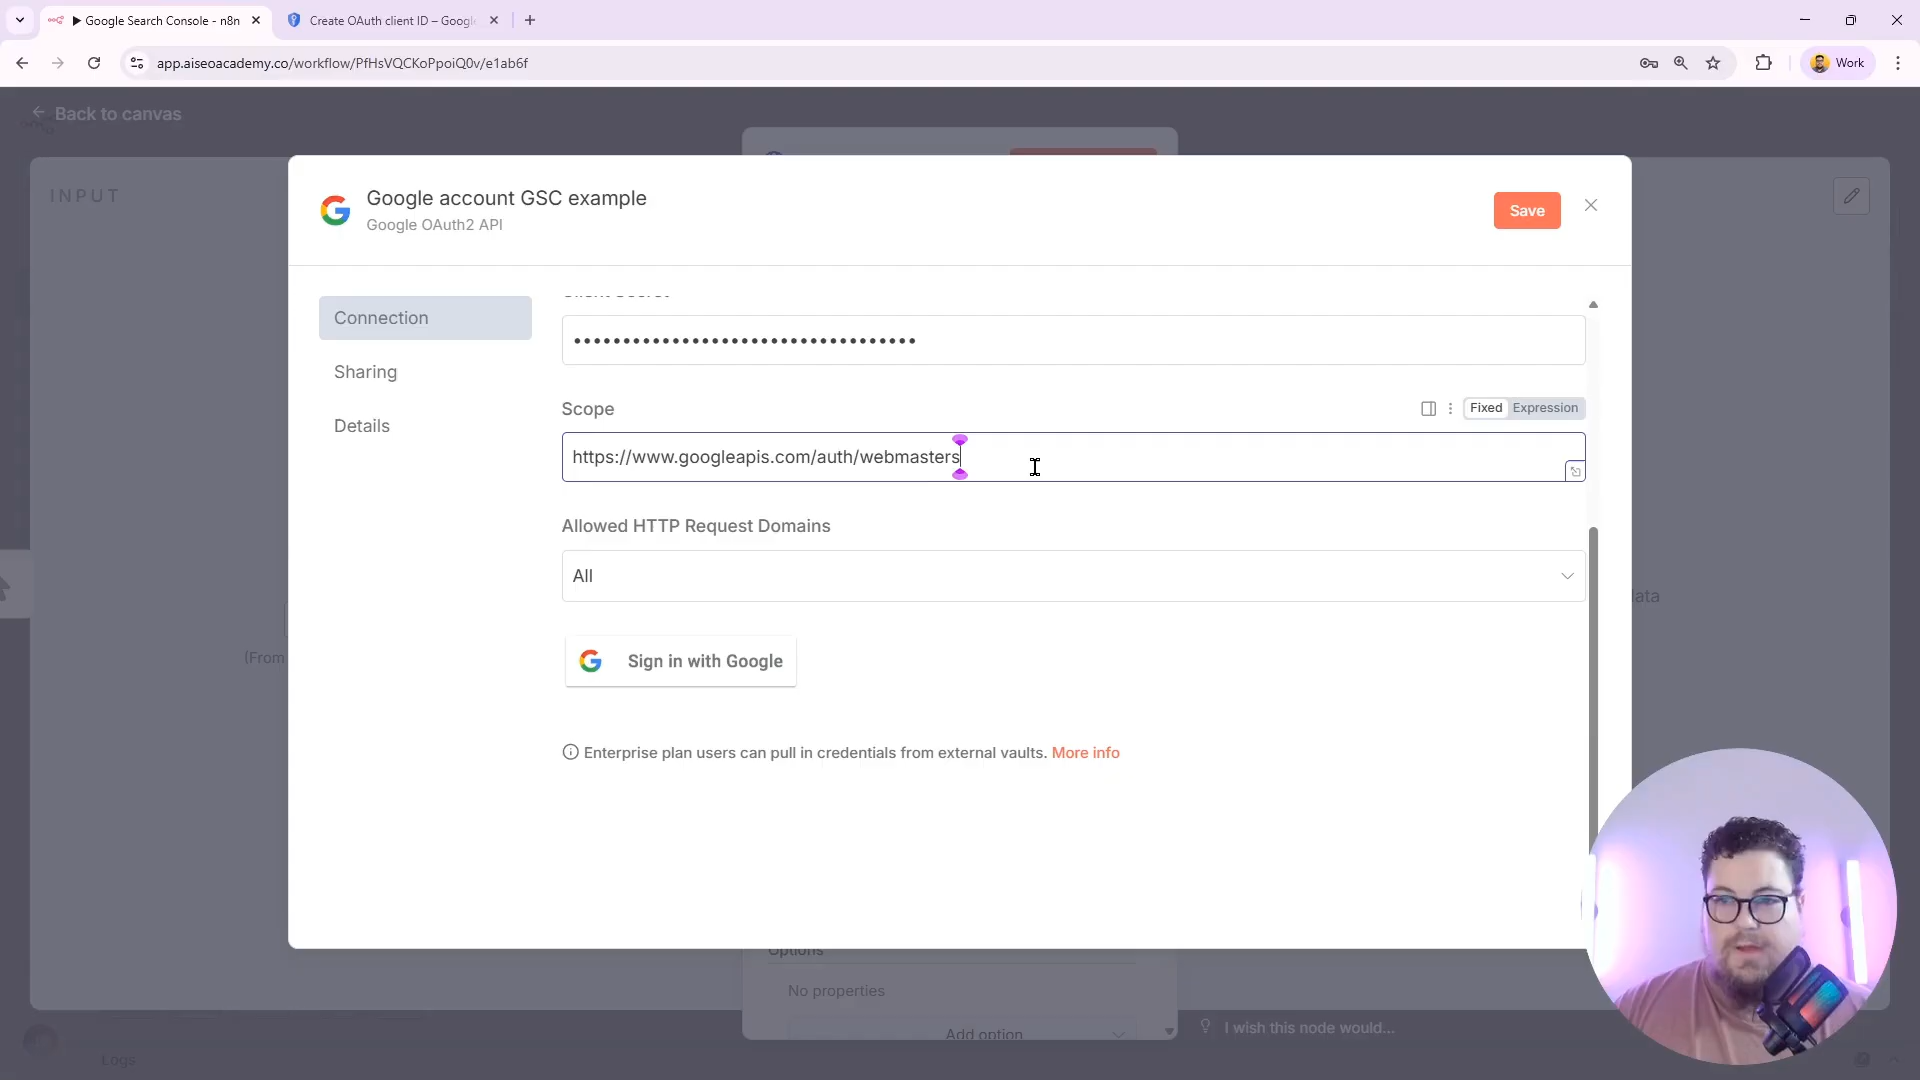 Google Search Console - n8n
Create OAuth client ID – Googl
app.aiseoacademy.co/workflow/PfHsVQCKoPpoiQ0v/e1ab6f
Work
Back to canvas
INPUT
Google account GSC example
Google OAuth2 API
Save
Connection
Sharing
Details
Client Secret
••••••••••••••••••••••••••••••••••••
Scope
Fixed
Expression
https://www.googleapis.com/auth/webmasters
Allowed HTTP Request Domains
All
Sign in with Google
(From
data
Enterprise plan users can pull in credentials from external vaults. More info
Options
No properties
Add option
I wish this node would...
Logs